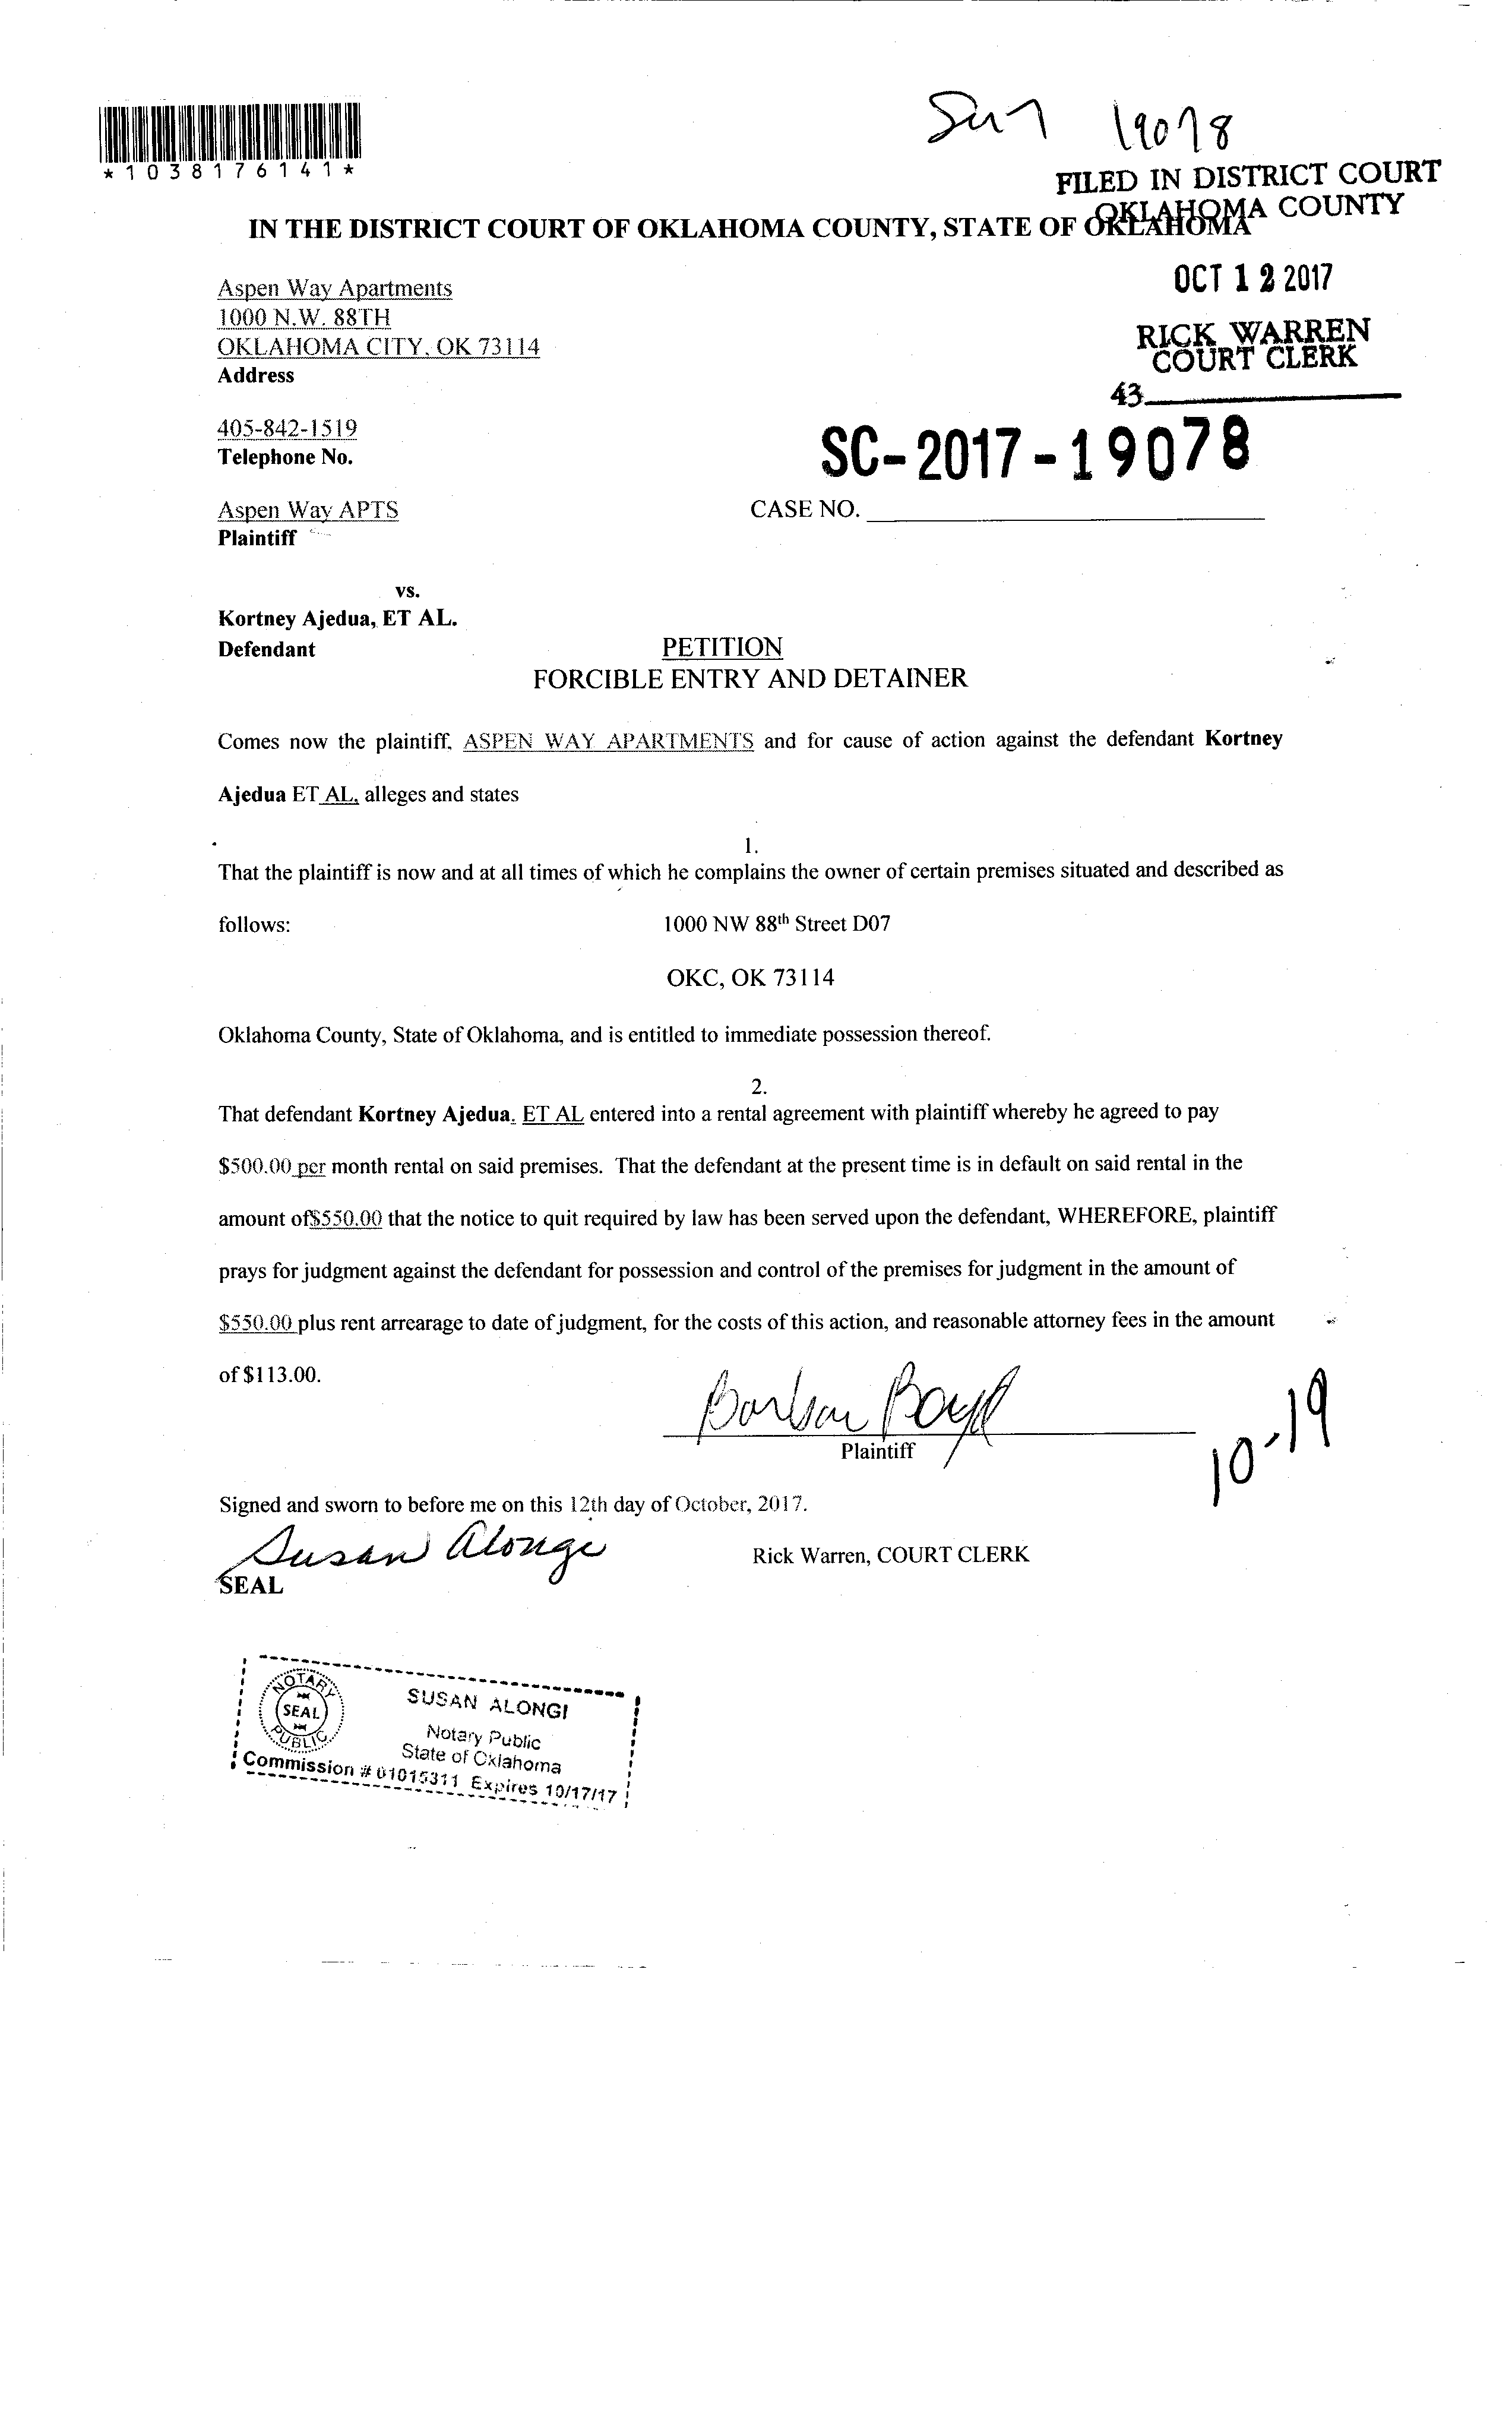 19078
*1038176141*
FILED IN DISTRICT COURT
OKLAHOMA COUNTY
IN THE DISTRICT COURT OF OKLAHOMA COUNTY, STATE OF OKLAHOMA
Aspen Way Apartments
1000 N.W. 88TH
OKLAHOMA CITY, OK 73114
Address
OCT 12 2017
RICK WARREN
COURT CLERK
43
405-842-1519
Telephone No.
SC-2017-19078
Aspen Way APTS
Plaintiff
CASE NO.
vs.
Kortney Ajedua, ET AL.
Defendant
PETITION
FORCIBLE ENTRY AND DETAINER
Comes now the plaintiff, ASPEN WAY APARTMENTS and for cause of action against the defendant Kortney
Ajedua ET AL, alleges and states
1.
That the plaintiff is now and at all times of which he complains the owner of certain premises situated and described as
follows: 1000 NW 88th Street D07
OKC, OK 73114
Oklahoma County, State of Oklahoma, and is entitled to immediate possession thereof.
2.
That defendant Kortney Ajedua, ET AL entered into a rental agreement with plaintiff whereby he agreed to pay
$500.00 per month rental on said premises. That the defendant at the present time is in default on said rental in the
amount of$550.00 that the notice to quit required by law has been served upon the defendant, WHEREFORE, plaintiff
prays for judgment against the defendant for possession and control of the premises for judgment in the amount of
$550.00 plus rent arrearage to date of judgment, for the costs of this action, and reasonable attorney fees in the amount
of $113.00.
Plaintiff
10-19
Signed and sworn to before me on this 12th day of October, 2017.
Susan Alongi
Rick Warren, COURT CLERK
SEAL
NOTARY
SEAL
PUBLIC
SUSAN ALONGI
Notary Public
State of Oklahoma
Commission # 01015311 Expires 10/17/17